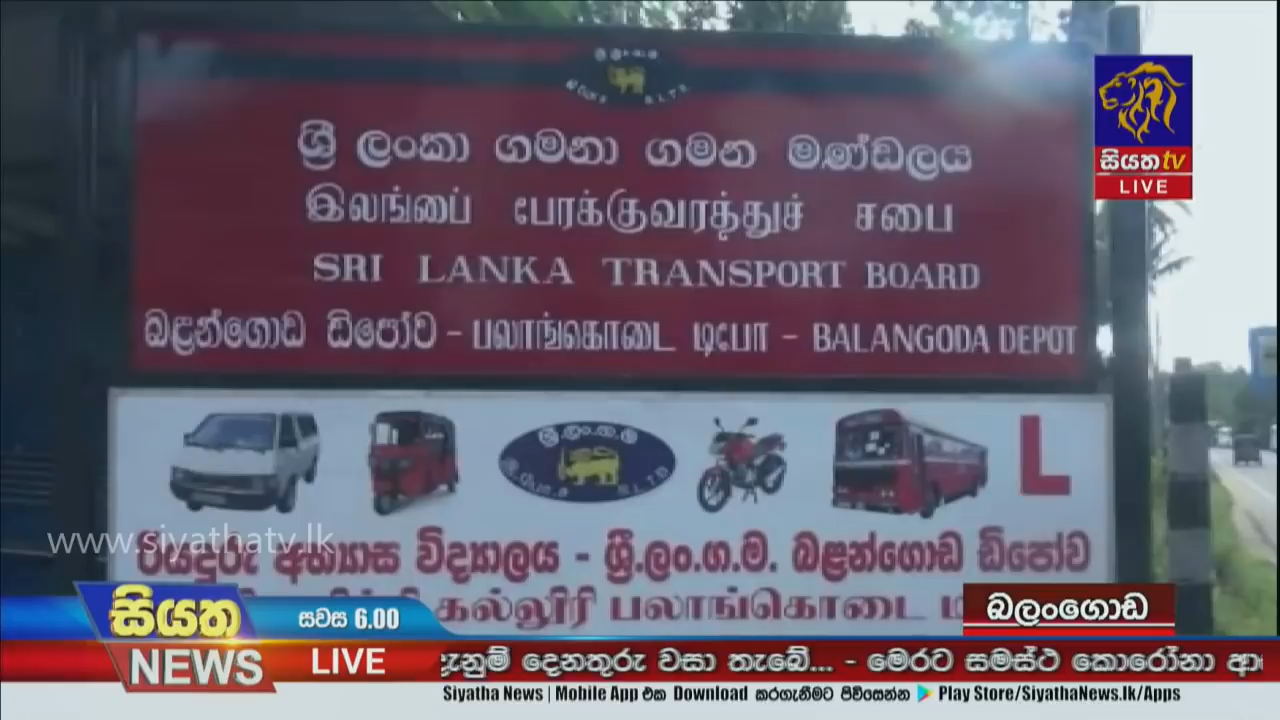 ශ්‍රී ලං.ග.ම
S.L.T.B
ශ්‍රී ලංකා ගමනා ගමන මණ්ඩලය
இலங்கைப் போக்குவரத்துச் சபை
SRI LANKA TRANSPORT BOARD
බළන්ගොඩ ඩිපෝව - பலாங்கொடை டிபோ - BALANGODA DEPOT
සියත tv
LIVE
ශ්‍රී.ලං.ග.ම
S.L.T.B
L
www.siyathatv.lk
රියදුරු අභ්‍යාස විද්‍යාලය - ශ්‍රී.ලං.ග.ම. බළන්ගොඩ ඩිපෝව
கல்லூரி பலாங்கொடை
බලංගොඩ
සියත
NEWS
සවස 6.00
LIVE
දෙනතුරු වසා තැබේ... - මෙරට සමස්ථ කොරෝනා
Siyatha News | Mobile App එක Download කරගැනීමට පිවිසෙන්න Play Store/SiyathaNews.lk/Apps